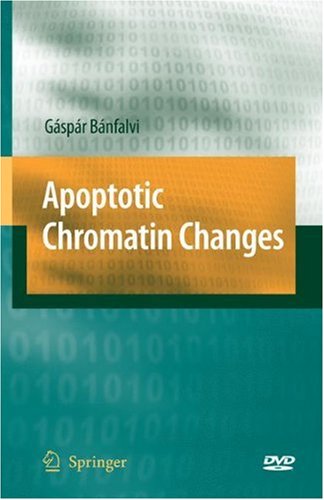 Gáspár Bánfalvi
Apoptotic
Chromatin Changes
Springer
DVD